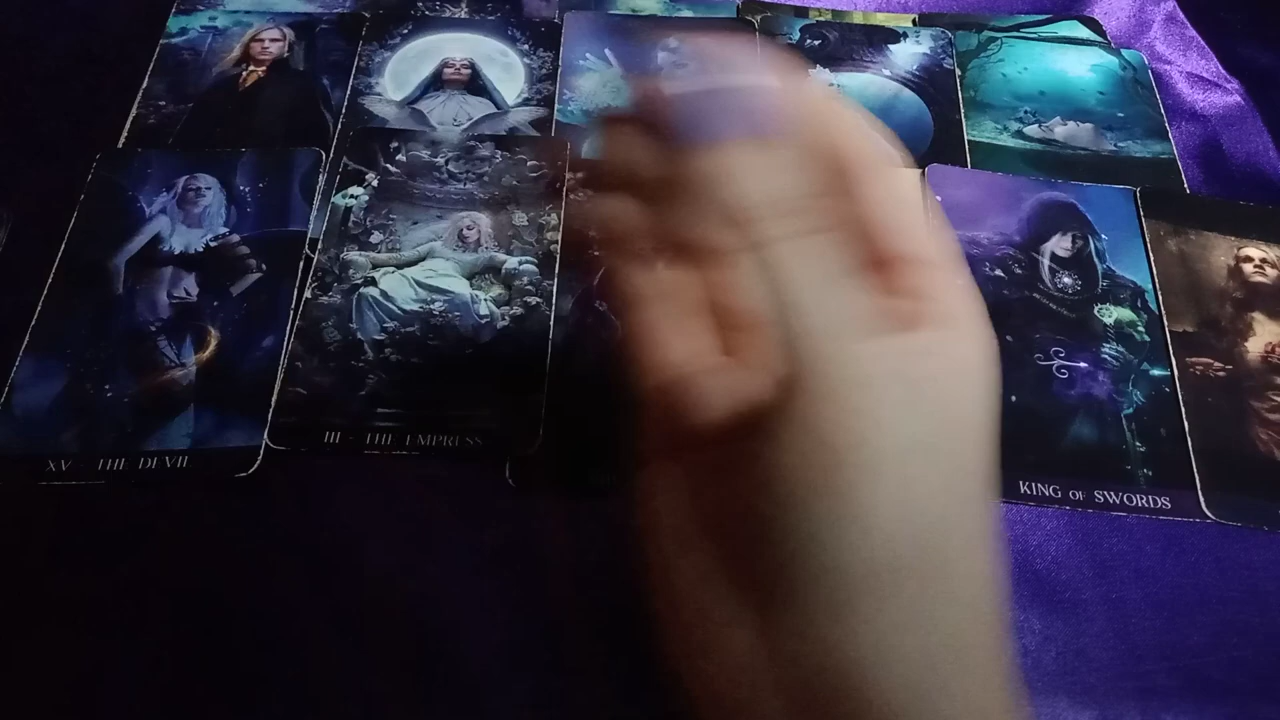 XV - THE DEVIL
III - THE EMPRESS
KING OF SWORDS